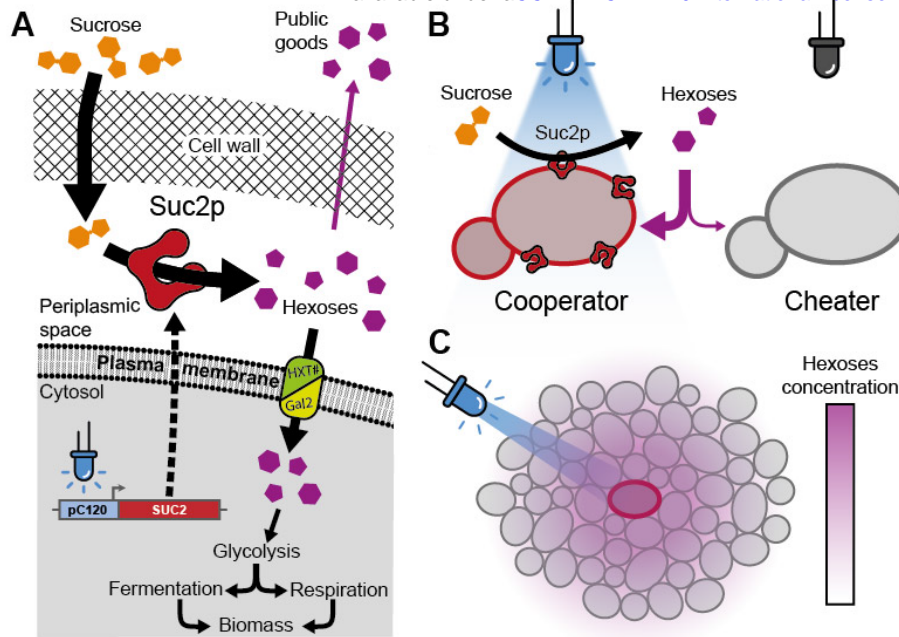 A
Sucrose
Public
goods
Cell wall
Suc2p
Periplasmic
space
Hexoses
Plasma membrane
Cytosol
HXT#
Gal2
pC120
SUC2
Glycolysis
Fermentation
Respiration
Biomass
B
Sucrose
Suc2p
Hexoses
Cooperator
Cheater
C
Hexoses
concentration